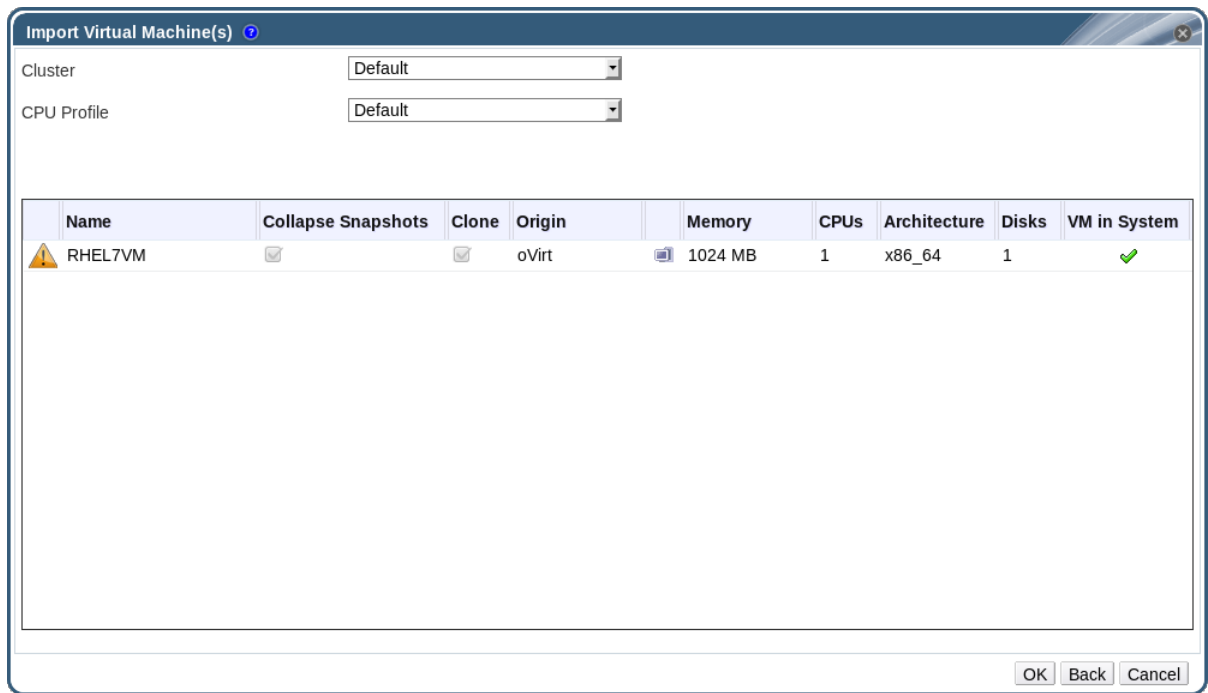 Import Virtual Machine(s) ?
Cluster Default
CPU Profile Default
Name Collapse Snapshots Clone Origin Memory CPUs Architecture Disks VM in System
RHEL7VM oVirt 1024 MB 1 x86_64 1
OK Back Cancel